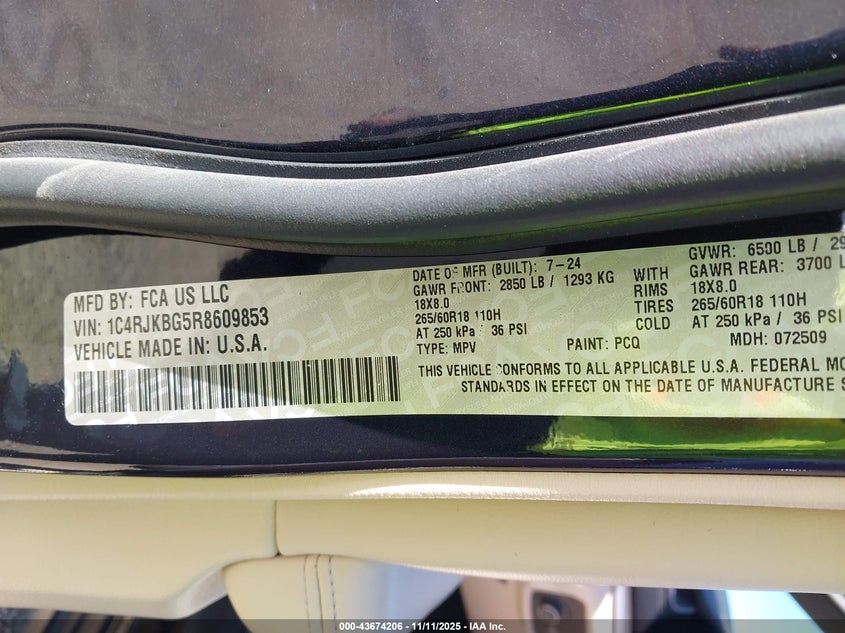 MFD BY: FCA US LLC
VIN: 1C4RJKBG5R8609853
VEHICLE MADE IN: U.S.A.
DATE OF MFR (BUILT): 7-24 GVWR: 6500 LB / 29
GAWR FRONT: 2850 LB / 1293 KG WITH GAWR REAR: 3700 L
18X8.0 RIMS 18X8.0
265/60R18 110H TIRES 265/60R18 110H
AT 250 kPa / 36 PSI COLD AT 250 kPa / 36 PSI
TYPE: MPV PAINT: PCQ MDH: 072509
THIS VEHICLE CONFORMS TO ALL APPLICABLE U.S.A. FEDERAL MO
STANDARDS IN EFFECT ON THE DATE OF MANUFACTURE S
000-43674206 - 11/11/2025 - IAA Inc.